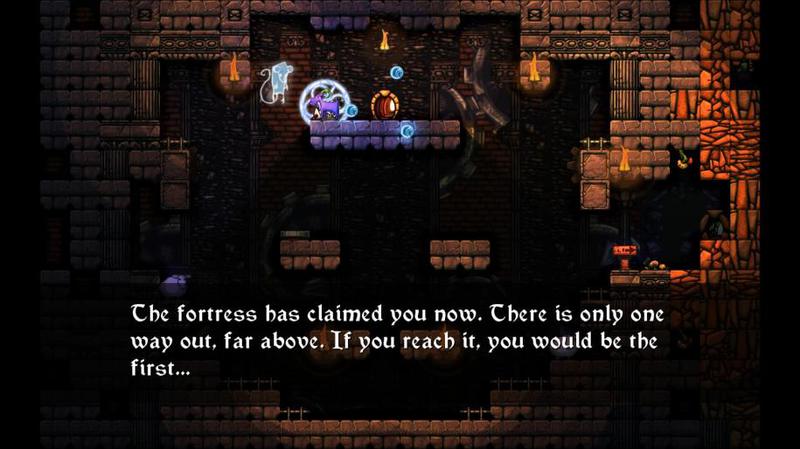 The fortress has claimed you now. There is only one
way out, far above. If you reach it, you would be the
first...